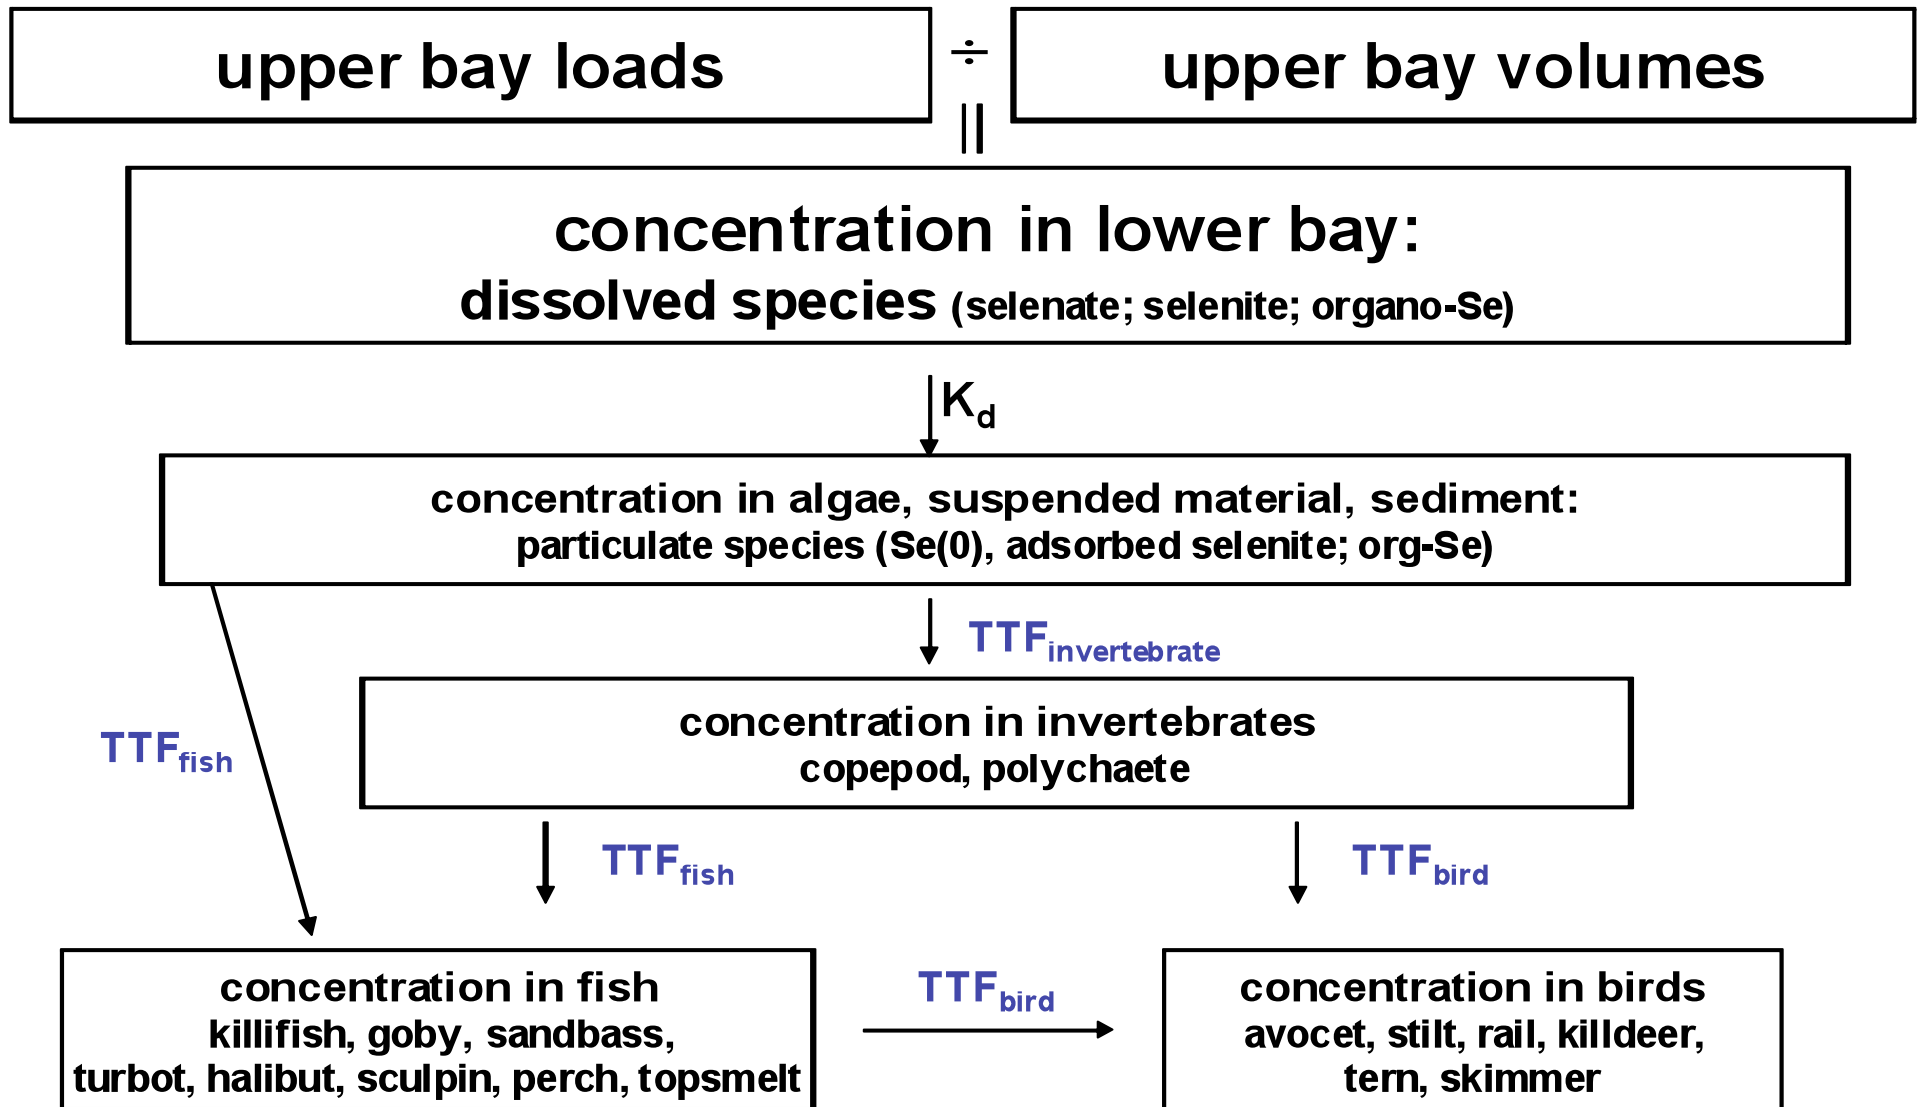 upper bay loads
÷
upper bay volumes
||
concentration in lower bay:
dissolved species (selenate; selenite; organo-Se)
Kd
concentration in algae, suspended material, sediment:
particulate species (Se(0), adsorbed selenite; org-Se)
TTFinvertebrate
concentration in invertebrates
copepod, polychaete
TTFfish
TTFfish
TTFbird
concentration in fish
killifish, goby, sandbass,
turbot, halibut, sculpin, perch, topsmelt
TTFbird
concentration in birds
avocet, stilt, rail, killdeer,
tern, skimmer